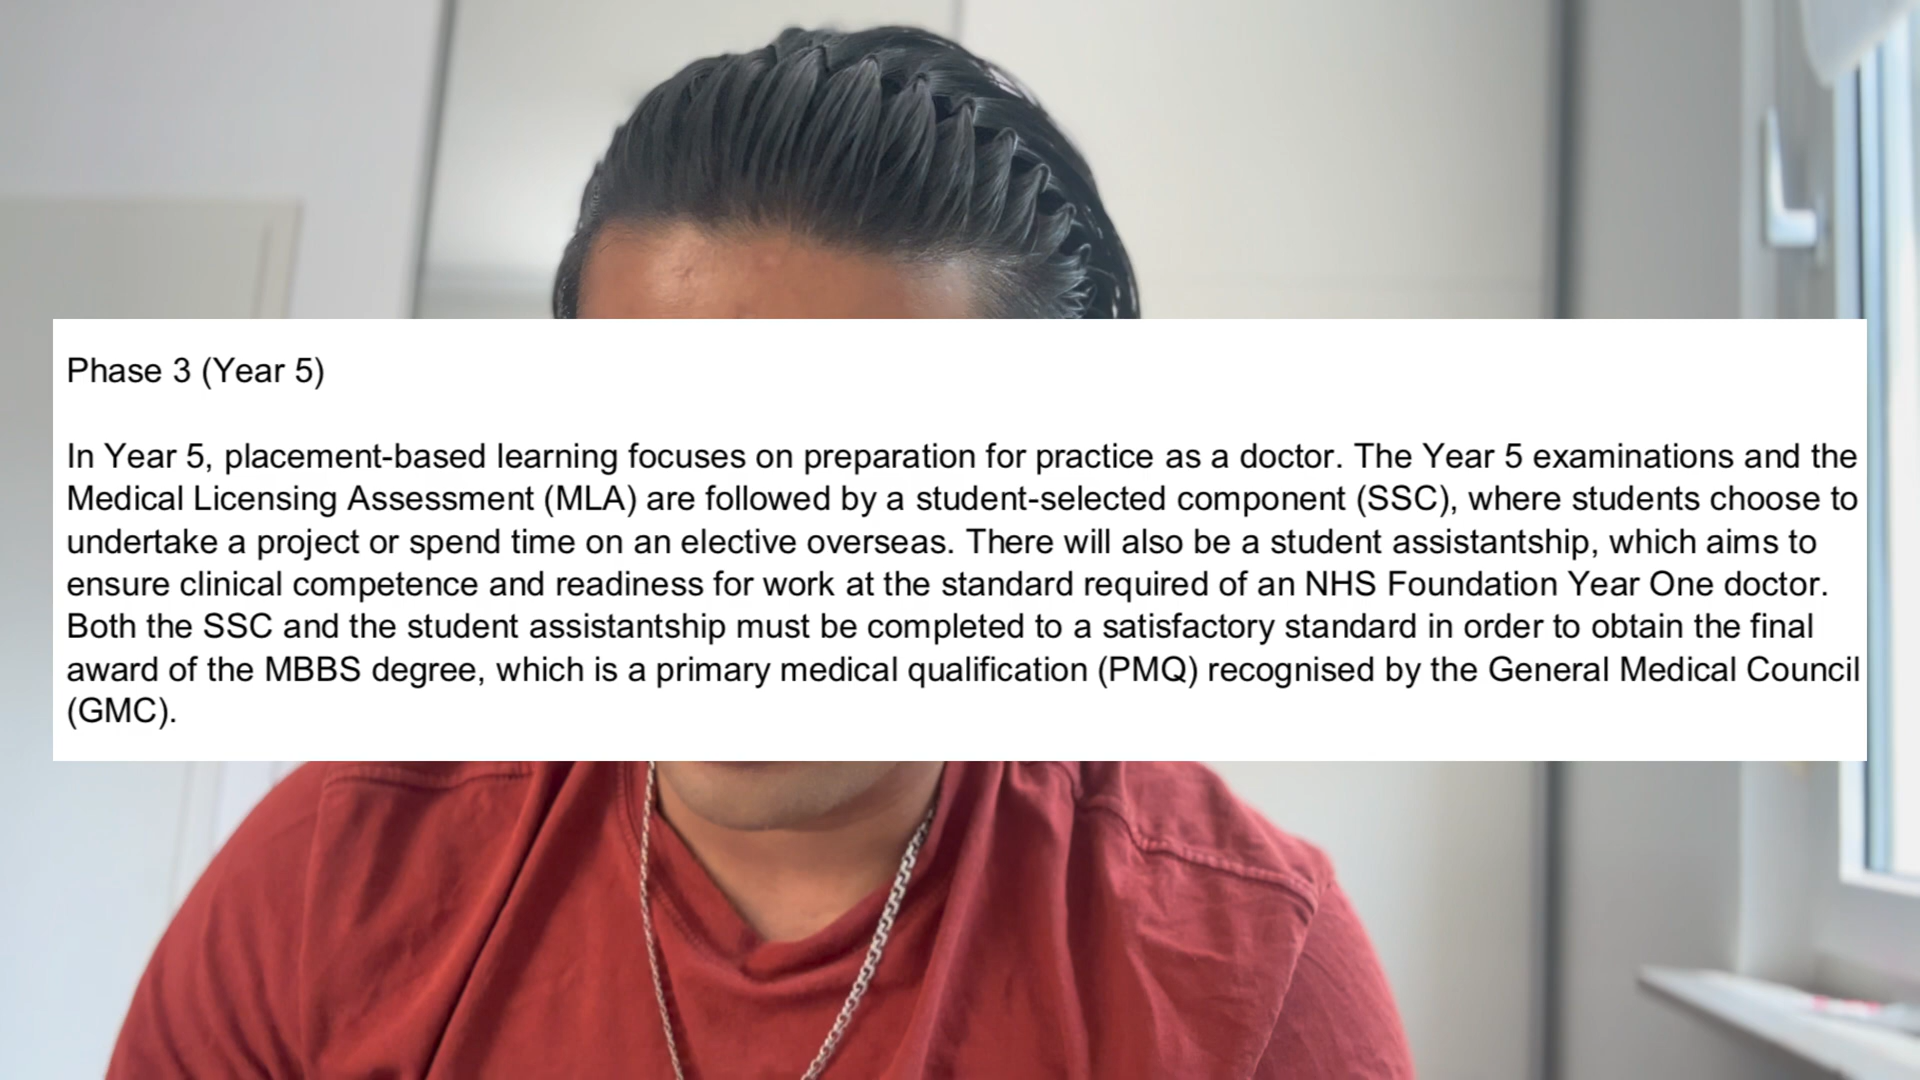 Phase 3 (Year 5)
In Year 5, placement-based learning focuses on preparation for practice as a doctor. The Year 5 examinations and the
Medical Licensing Assessment (MLA) are followed by a student-selected component (SSC), where students choose to
undertake a project or spend time on an elective overseas. There will also be a student assistantship, which aims to
ensure clinical competence and readiness for work at the standard required of an NHS Foundation Year One doctor.
Both the SSC and the student assistantship must be completed to a satisfactory standard in order to obtain the final
award of the MBBS degree, which is a primary medical qualification (PMQ) recognised by the General Medical Council
(GMC).